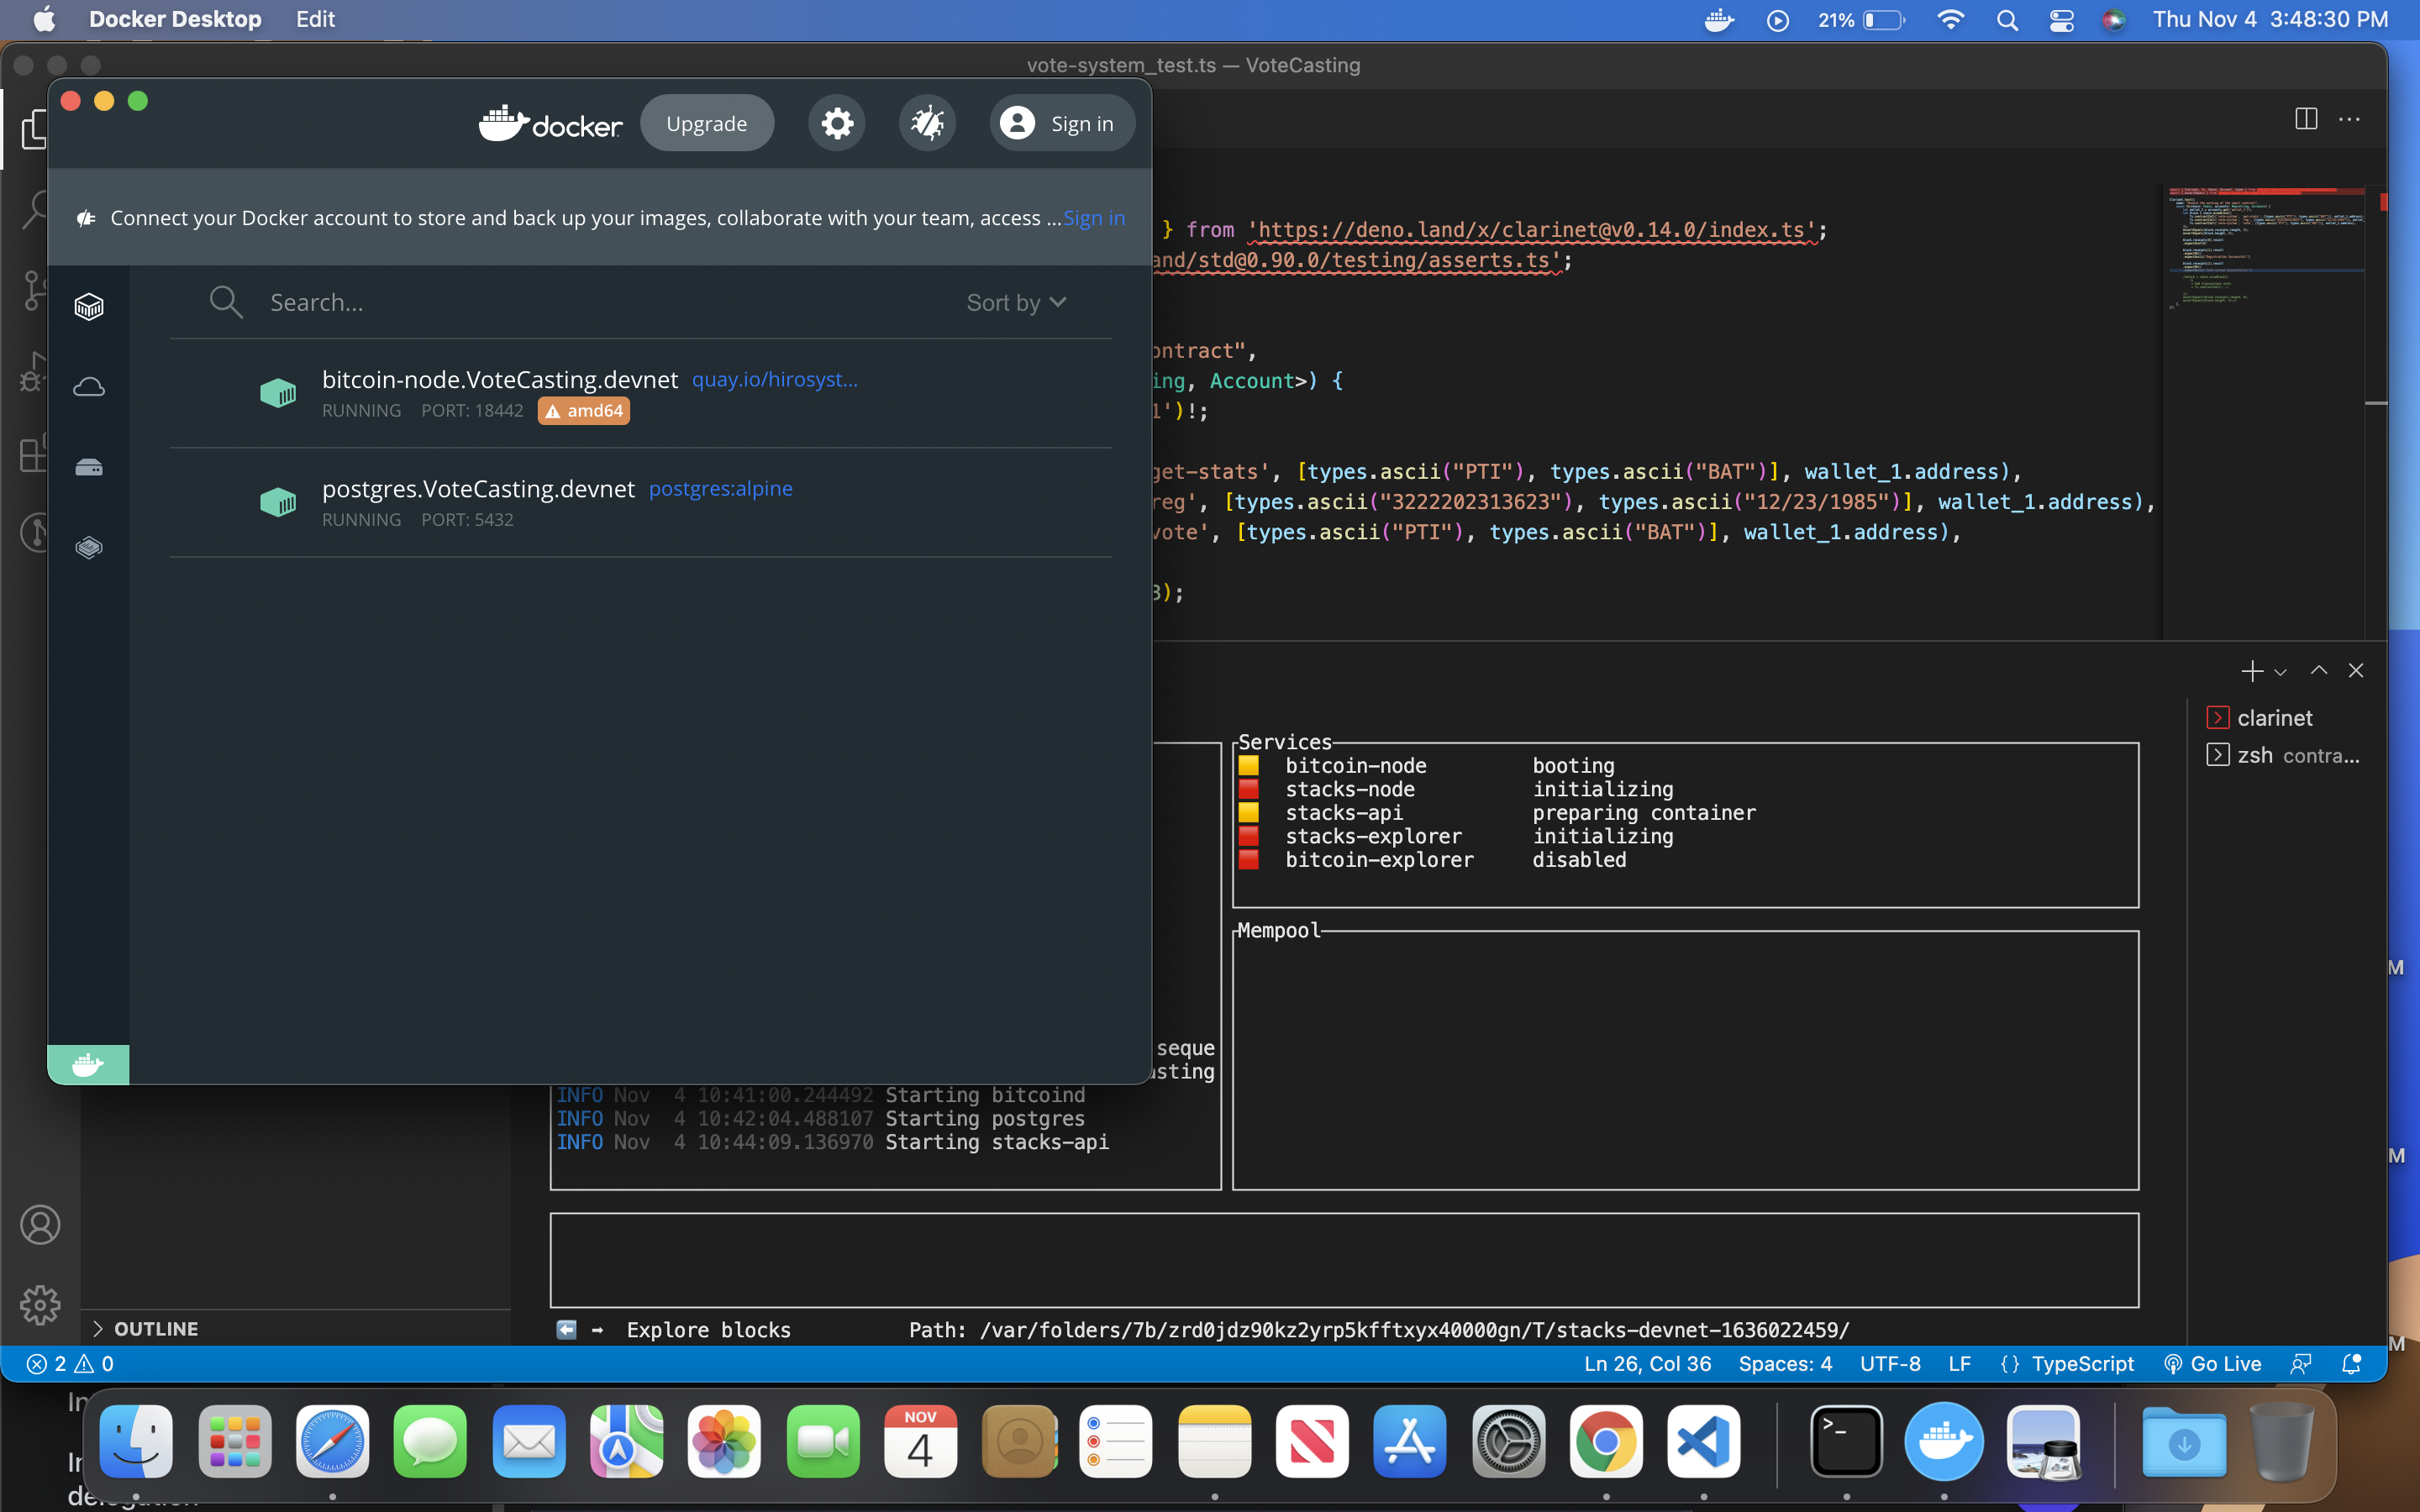 Docker Desktop Edit 21% Thu Nov 4 3:48:30 PM
vote-system_test.ts — VoteCasting
docker Upgrade Sign in
Connect your Docker account to store and back up your images, collaborate with your team, access ... Sign in
Search... Sort by
bitcoin-node.VoteCasting.devnet quay.io/hirosyst...
RUNNING PORT: 18442 amd64
postgres.VoteCasting.devnet postgres:alpine
RUNNING PORT: 5432
} from 'https://deno.land/x/clarinet@v0.14.0/index.ts';
and/std@0.90.0/testing/asserts.ts';
ontract",
ing, Account>) {
1')!;
get-stats', [types.ascii("PTI"), types.ascii("BAT")], wallet_1.address),
reg', [types.ascii("3222202313623"), types.ascii("12/23/1985")], wallet_1.address),
vote', [types.ascii("PTI"), types.ascii("BAT")], wallet_1.address),
3);
clarinet
zsh contra...
Services
bitcoin-node booting
stacks-node initializing
stacks-api preparing container
stacks-explorer initializing
bitcoin-explorer disabled
Mempool
seque
asting
INFO Nov 4 10:41:00.244492 Starting bitcoind
INFO Nov 4 10:42:04.488107 Starting postgres
INFO Nov 4 10:44:09.136970 Starting stacks-api
Explore blocks Path: /var/folders/7b/zrd0jdz90kz2yrp5kfftxyx40000gn/T/stacks-devnet-1636022459/
OUTLINE
2 0 Ln 26, Col 36 Spaces: 4 UTF-8 LF {} TypeScript Go Live
M
M
M
NOV
4